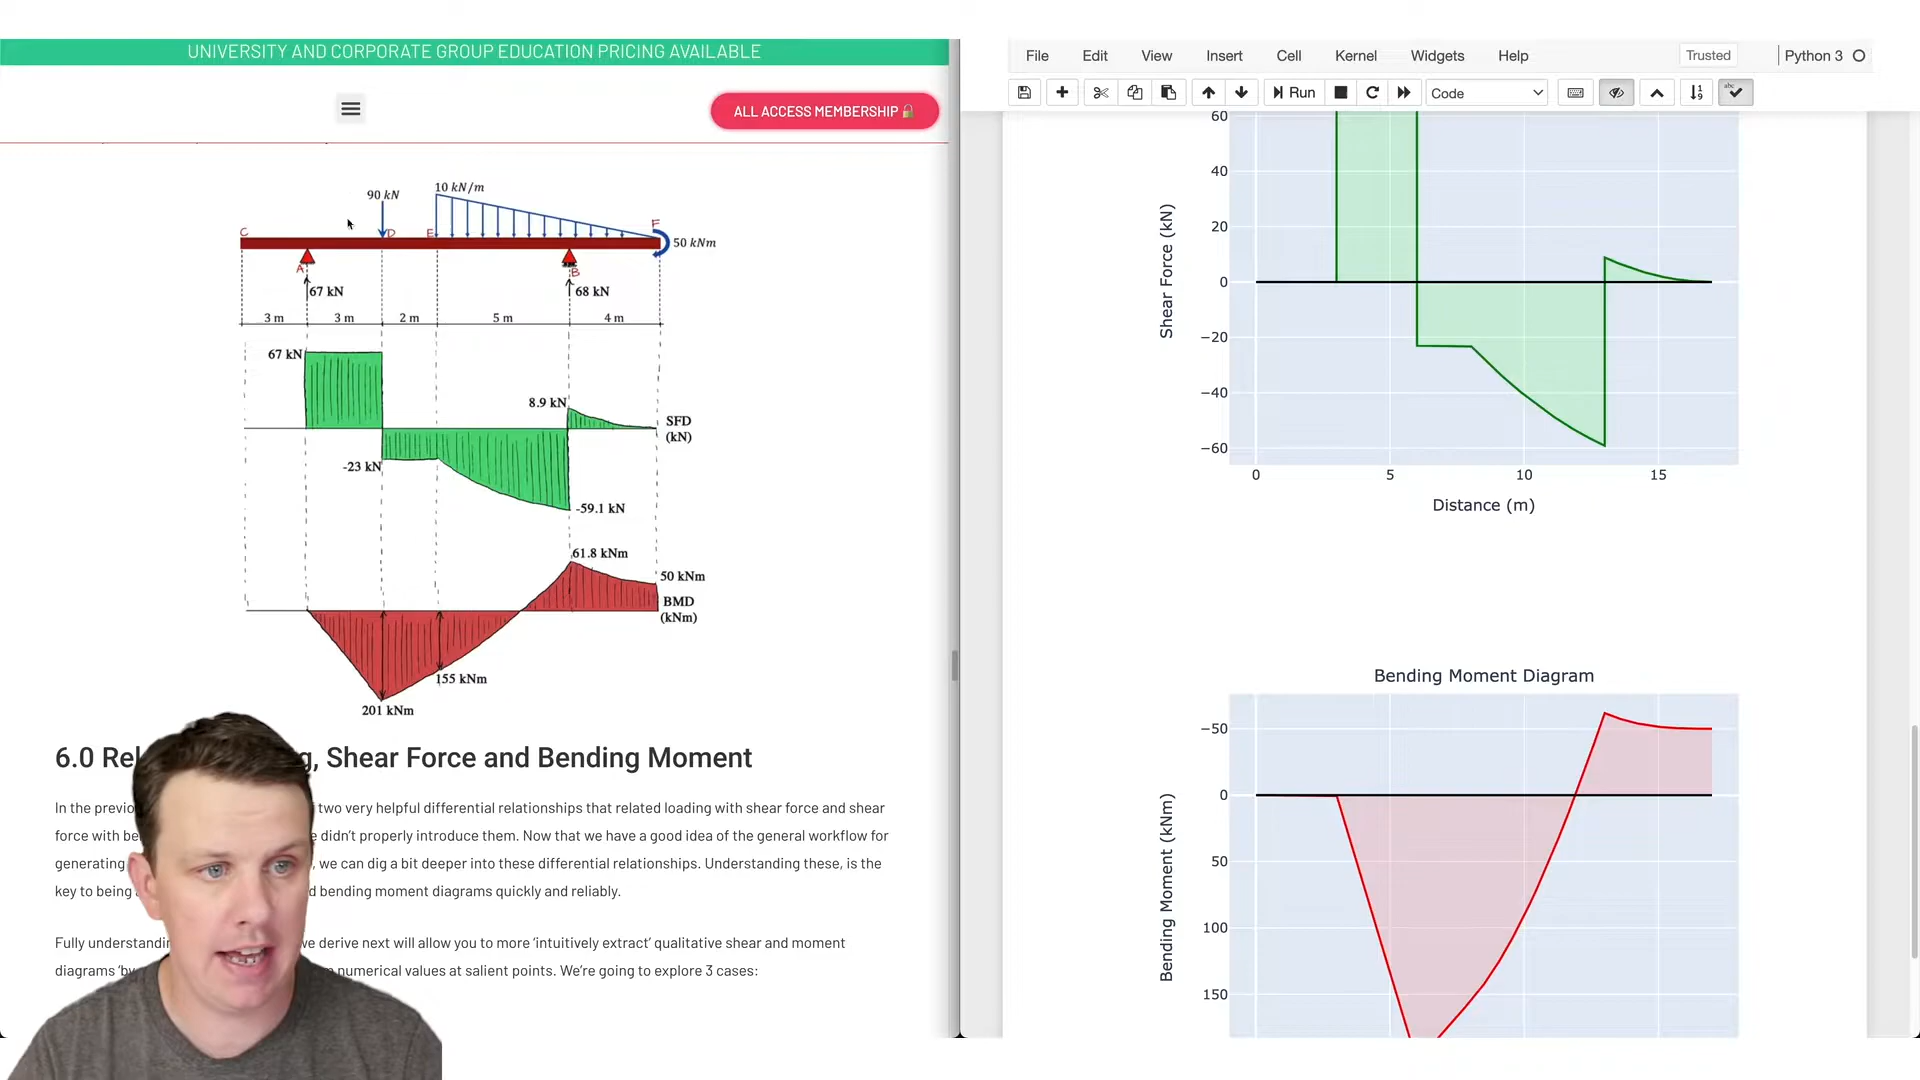 UNIVERSITY AND CORPORATE GROUP EDUCATION PRICING AVAILABLE
ALL ACCESS MEMBERSHIP
90 kN
10 kN/m
C
D
E
F
50 kNm
A
B
67 kN
68 kN
3 m
3 m
2 m
5 m
4 m
67 kN
8.9 kN
SFD
(kN)
-23 kN
-59.1 kN
61.8 kNm
50 kNm
BMD
(kNm)
155 kNm
201 kNm
6.0 Rel g, Shear Force and Bending Moment
In the previo two very helpful differential relationships that related loading with shear force and shear
force with be didn’t properly introduce them. Now that we have a good idea of the general workflow for
generating , we can dig a bit deeper into these differential relationships. Understanding these, is the
key to being bending moment diagrams quickly and reliably.
Fully understandin we derive next will allow you to more ‘intuitively extract’ qualitative shear and moment
diagrams ‘by numerical values at salient points. We’re going to explore 3 cases:
File Edit View Insert Cell Kernel Widgets Help Trusted Python 3
Run Code
60
40
20
0
−20
−40
−60
Shear Force (kN)
0 5 10 15
Distance (m)
Bending Moment Diagram
−50
0
50
100
150
Bending Moment (kNm)